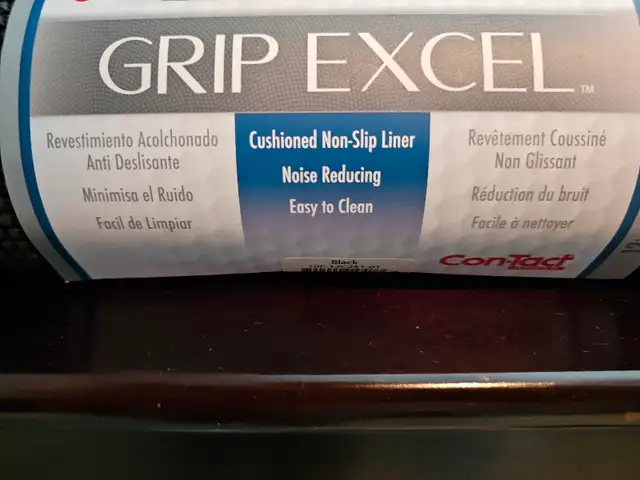 GRIP EXCEL™
Revestimiento Acolchonado
Anti Deslisante
Minimisa el Ruido
Facil de Limpiar
Cushioned Non-Slip Liner
Noise Reducing
Easy to Clean
Revêtement Coussiné
Non Glissant
Réduction du bruit
Facile à nettoyer
Black
Con-Tact